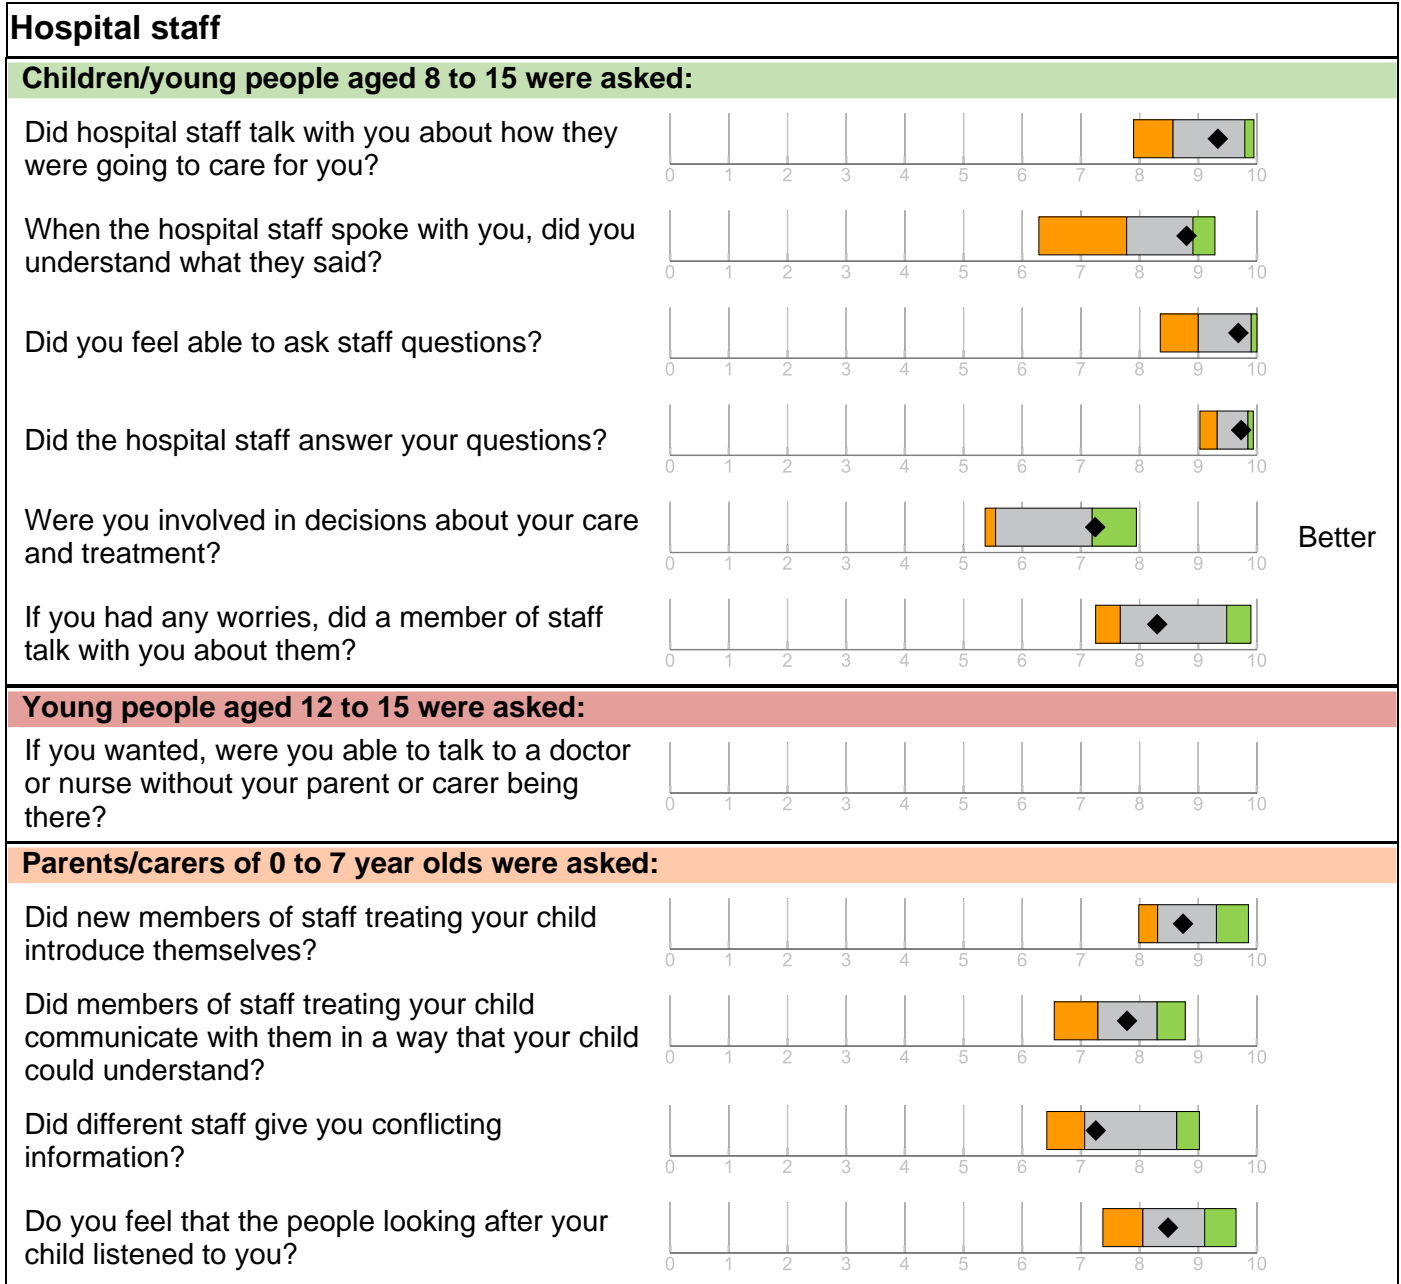 Hospital staff
Children/young people aged 8 to 15 were asked:
Did hospital staff talk with you about how they
were going to care for you?
0 1 2 3 4 5 6 7 8 9 10
When the hospital staff spoke with you, did you
understand what they said?
0 1 2 3 4 5 6 7 8 9 10
Did you feel able to ask staff questions?
0 1 2 3 4 5 6 7 8 9 10
Did the hospital staff answer your questions?
0 1 2 3 4 5 6 7 8 9 10
Were you involved in decisions about your care
and treatment?
Better
0 1 2 3 4 5 6 7 8 9 10
If you had any worries, did a member of staff
talk with you about them?
0 1 2 3 4 5 6 7 8 9 10
Young people aged 12 to 15 were asked:
If you wanted, were you able to talk to a doctor
or nurse without your parent or carer being
there?
0 1 2 3 4 5 6 7 8 9 10
Parents/carers of 0 to 7 year olds were asked:
Did new members of staff treating your child
introduce themselves?
0 1 2 3 4 5 6 7 8 9 10
Did members of staff treating your child
communicate with them in a way that your child
could understand?
0 1 2 3 4 5 6 7 8 9 10
Did different staff give you conflicting
information?
0 1 2 3 4 5 6 7 8 9 10
Do you feel that the people looking after your
child listened to you?
0 1 2 3 4 5 6 7 8 9 10